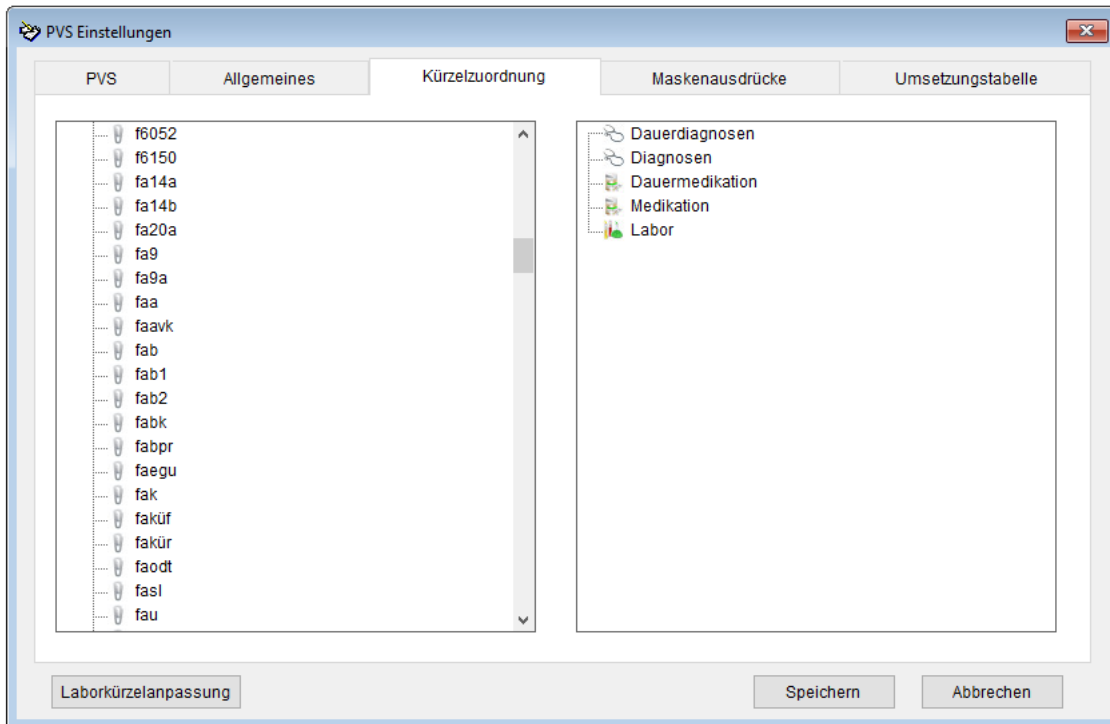 PVS Einstellungen
PVS
Allgemeines
Kürzelzuordnung
Maskenausdrücke
Umsetzungstabelle
f6052
f6150
fa14a
fa14b
fa20a
fa9
fa9a
faa
faavk
fab
fab1
fab2
fabk
fabpr
faegu
fak
faküf
fakür
faodt
fasl
fau
Dauerdiagnosen
Diagnosen
Dauermedikation
Medikation
Labor
Laborkürzelanpassung
Speichern
Abbrechen